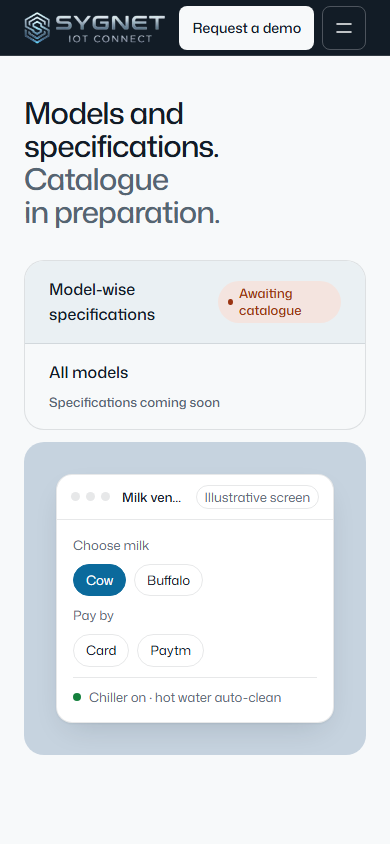 SYGNET
IOT CONNECT
Request a demo
Models and
specifications.
Catalogue
in preparation.
Model-wise
specifications
Awaiting
catalogue
All models
Specifications coming soon
Milk ven...
Illustrative screen
Choose milk
Cow
Buffalo
Pay by
Card
Paytm
Chiller on · hot water auto-clean